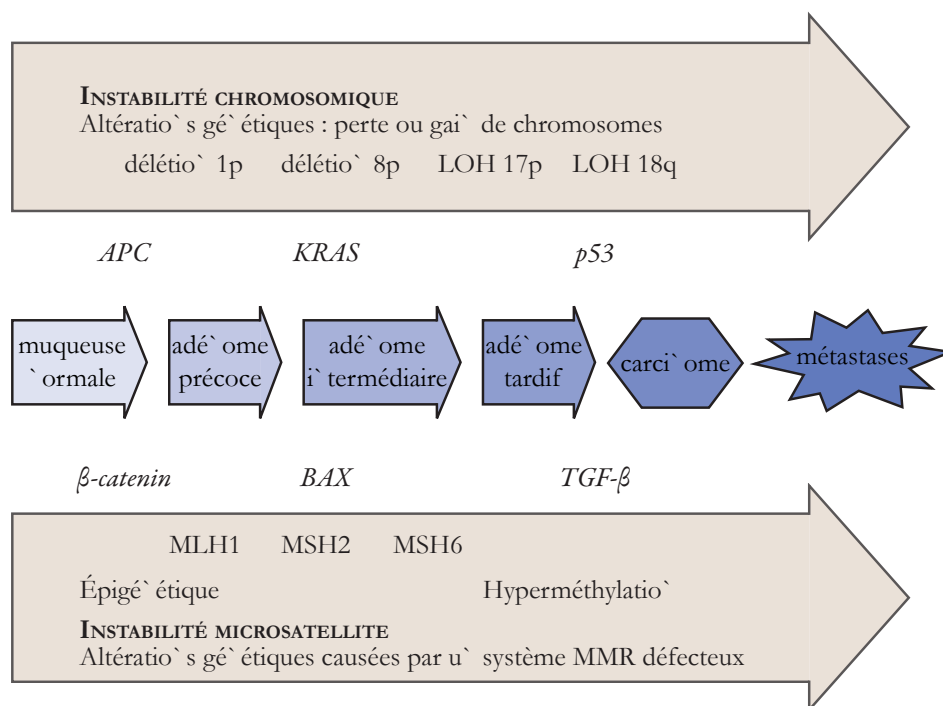 INSTABILITÉ CHROMOSOMIQUE
Altératio` s gé` étiques : perte ou gai` de chromosomes
délétio` 1p délétio` 8p LOH 17p LOH 18q
APC KRAS p53
muqueuse
` ormale
adé` ome
précoce
adé` ome
i` termédiaire
adé` ome
tardif
carci` ome
métastases
β-catenin BAX TGF-β
MLH1 MSH2 MSH6
Épigé` étique Hyperméthylatio`
INSTABILITÉ MICROSATELLITE
Altératio` s gé` étiques causées par u` système MMR défecteux